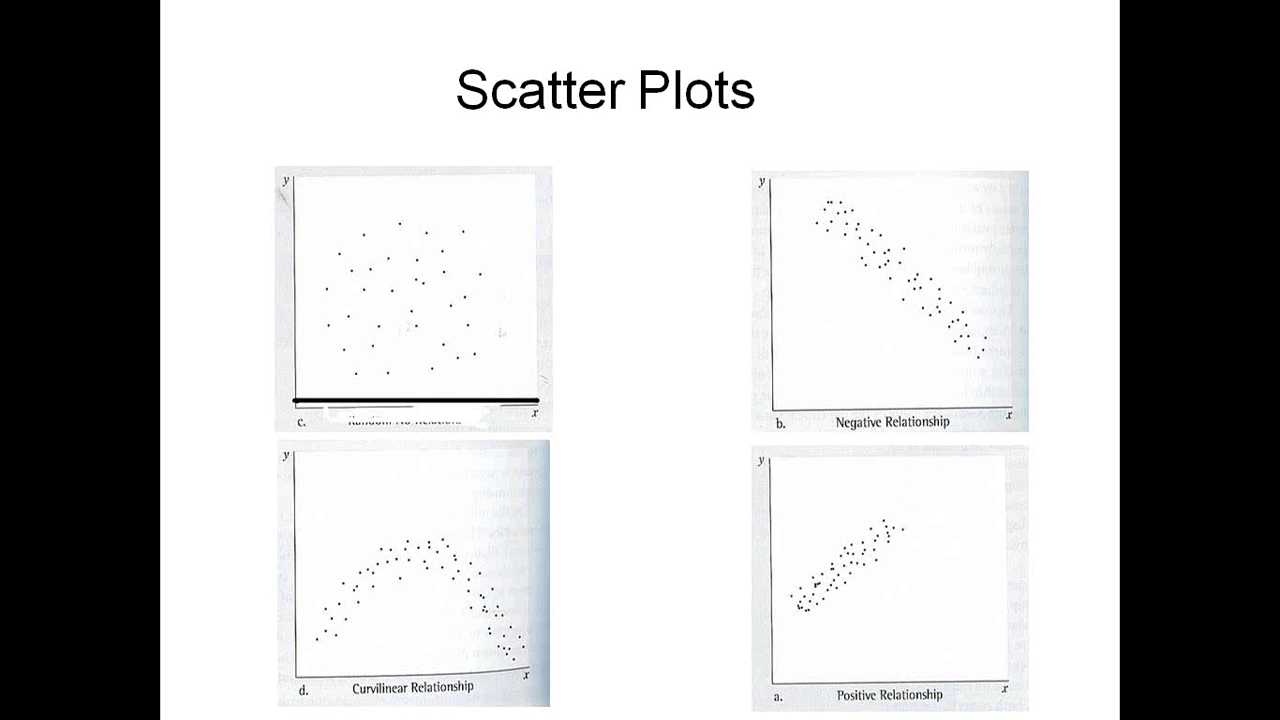 Scatter Plots
y
x
c.
y
x
b. Negative Relationship
y
x
d. Curvilinear Relationship
y
x
a. Positive Relationship